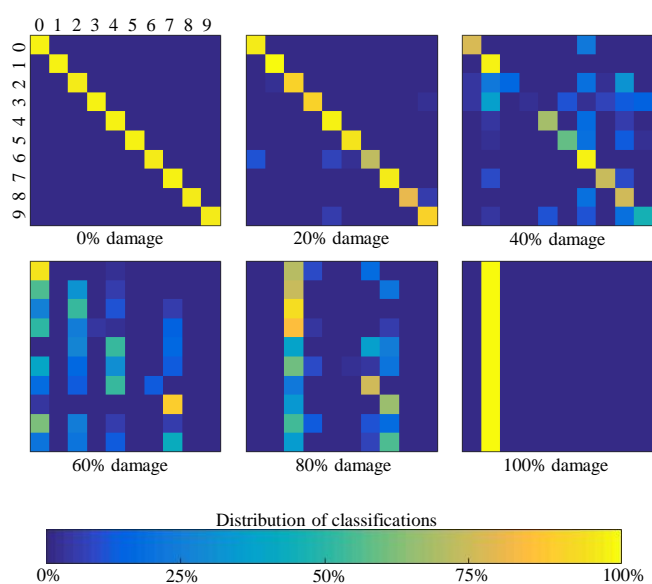 0 1 2 3 4 5 6 7 8 9
0
1
2
3
4
5
6
7
8
9
0% damage
20% damage
40% damage
60% damage
80% damage
100% damage
Distribution of classifications
0% 25% 50% 75% 100%